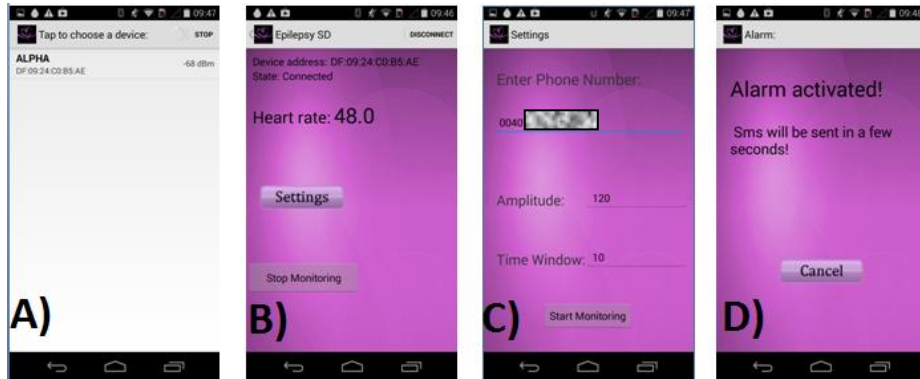 09:47
Tap to choose a device:
STOP
ALPHA
DF:09:24:C0:B5:AE
-68 dBm
A)
09:46
Epilepsy SD
DISCONNECT
Device address: DF:09:24:C0:B5:AE
State: Connected
Heart rate: 48.0
Settings
Stop Monitoring
B)
09:47
Settings
Enter Phone Number:
0040
Amplitude: 120
Time Window: 10
Start Monitoring
C)
09:48
Alarm:
Alarm activated!
Sms will be sent in a few
seconds!
Cancel
D)